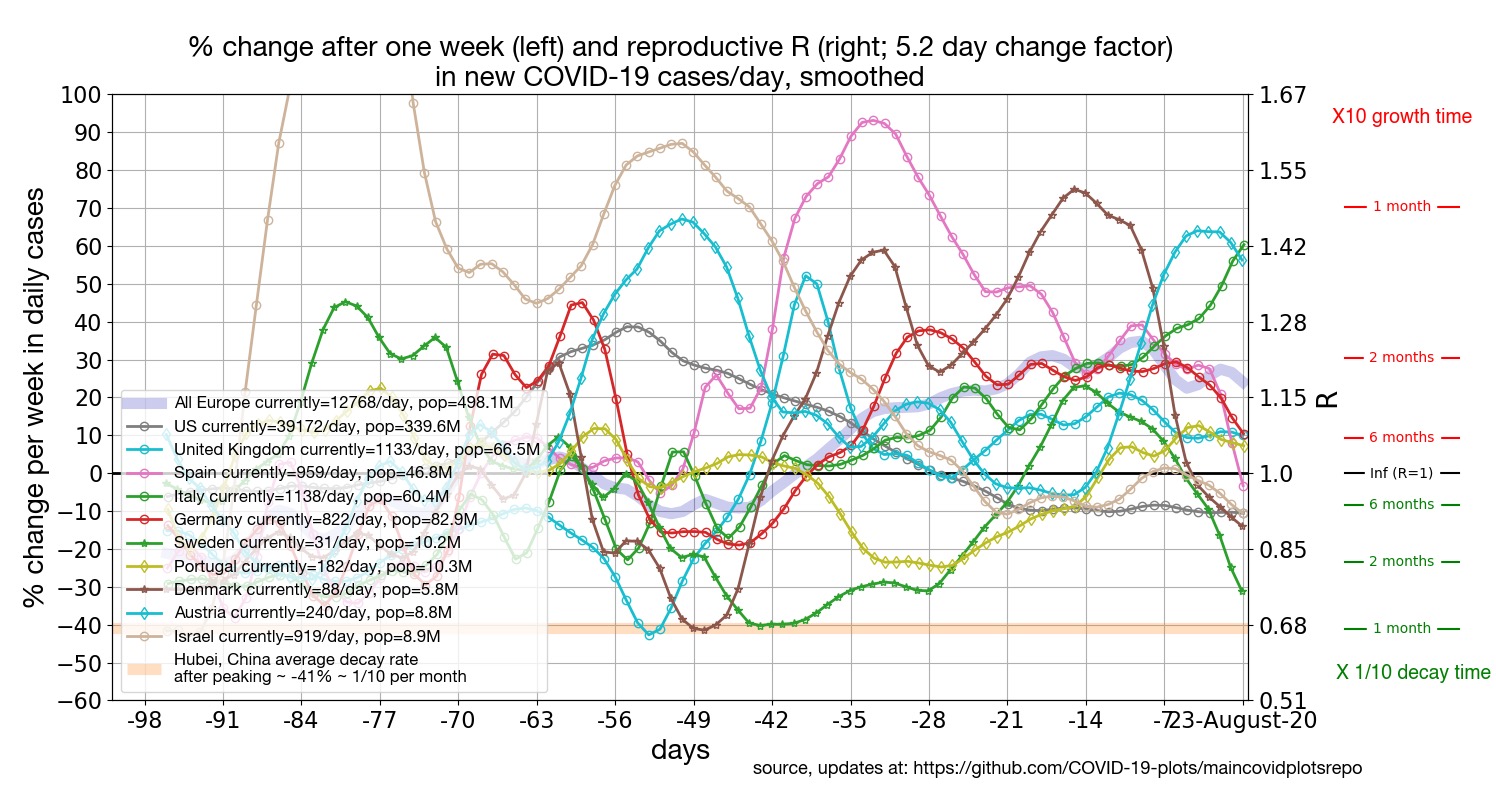 % change after one week (left) and reproductive R (right; 5.2 day change factor)
in new COVID-19 cases/day, smoothed
% change per week in daily cases
100
90
80
70
60
50
40
30
20
10
0
−10
−20
−30
−40
−50
−60
All Europe currently=12768/day, pop=498.1M
US currently=39172/day, pop=339.6M
United Kingdom currently=1133/day, pop=66.5M
Spain currently=959/day, pop=46.8M
Italy currently=1138/day, pop=60.4M
Germany currently=822/day, pop=82.9M
Sweden currently=31/day, pop=10.2M
Portugal currently=182/day, pop=10.3M
Denmark currently=88/day, pop=5.8M
Austria currently=240/day, pop=8.8M
Israel currently=919/day, pop=8.9M
Hubei, China average decay rate
after peaking ~ -41% ~ 1/10 per month
1.67
1.55
1.42
1.28
1.15
1.0
0.85
0.68
0.51
R
X10 growth time
1 month
2 months
6 months
Inf (R=1)
6 months
2 months
1 month
X 1/10 decay time
-98 -91 -84 -77 -70 -63 -56 -49 -42 -35 -28 -21 -14 -7 23-August-20
days
source, updates at: https://github.com/COVID-19-plots/maincovidplotsrepo